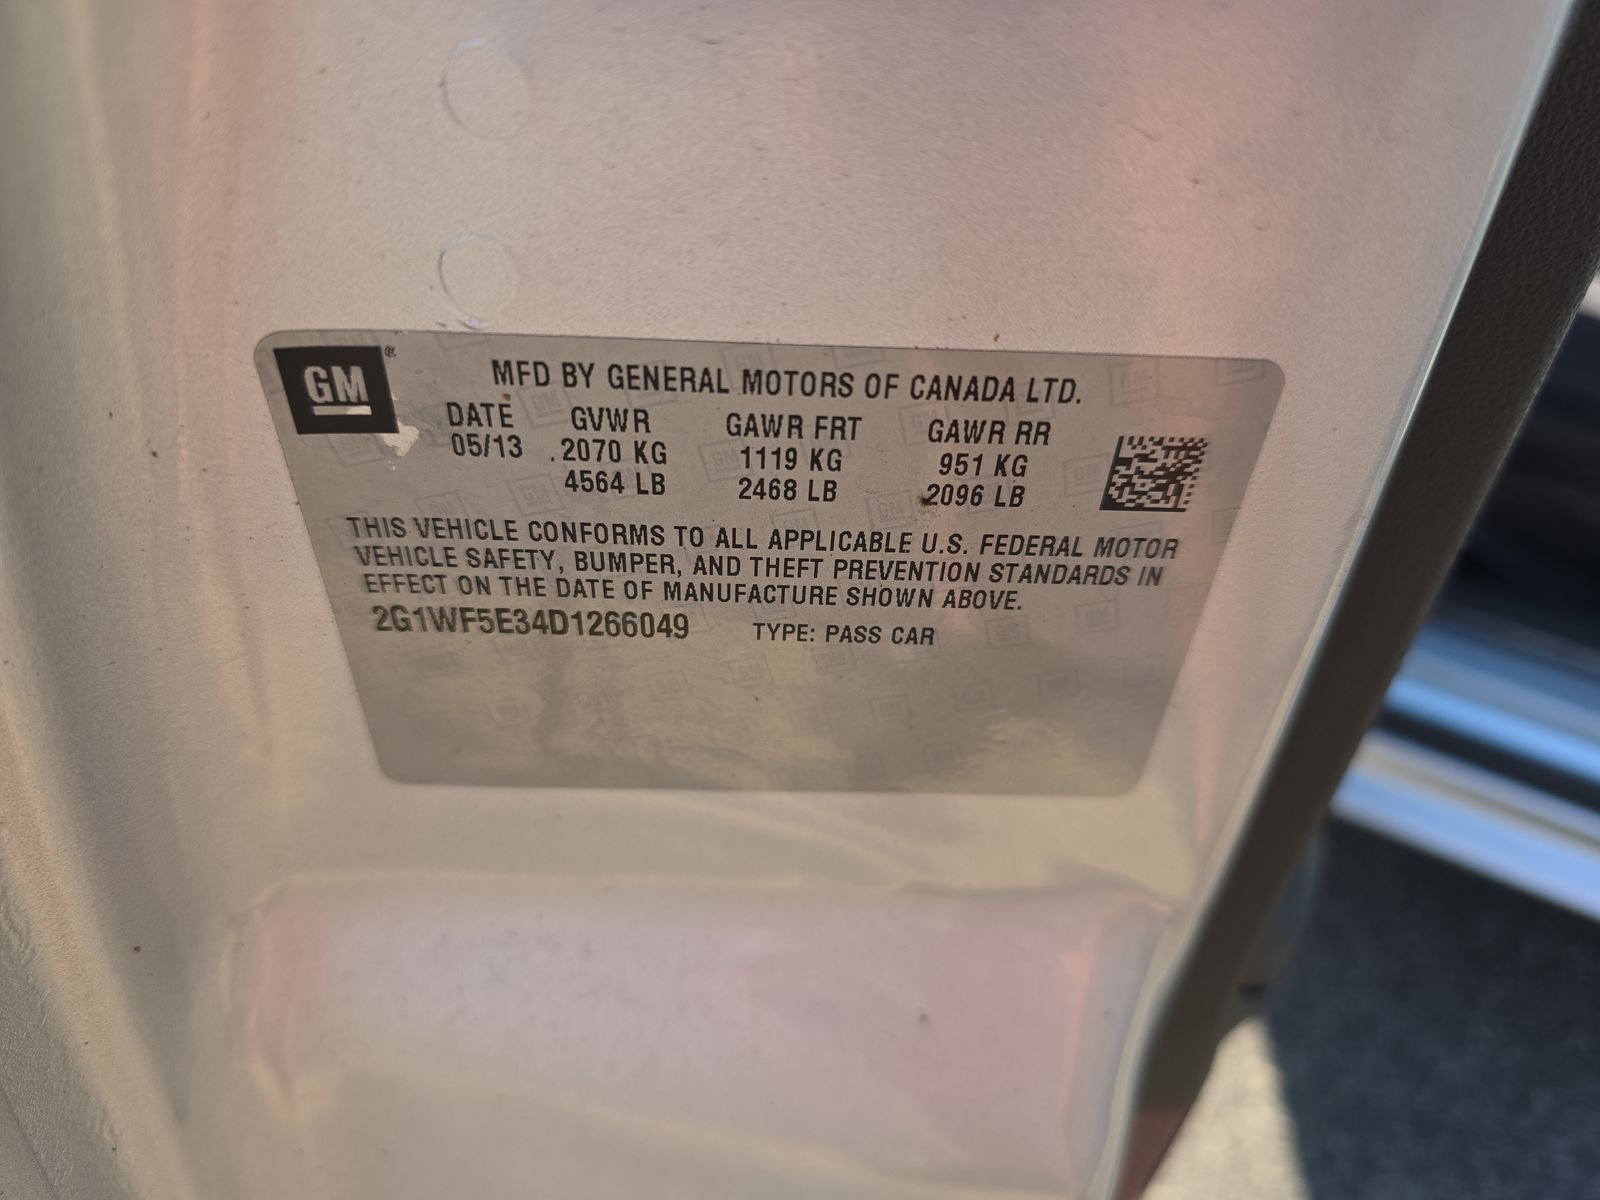 GM®
MFD BY GENERAL MOTORS OF CANADA LTD.
DATE GVWR GAWR FRT GAWR RR
05/13 2070 KG 1119 KG 951 KG
4564 LB 2468 LB 2096 LB
THIS VEHICLE CONFORMS TO ALL APPLICABLE U.S. FEDERAL MOTOR
VEHICLE SAFETY, BUMPER, AND THEFT PREVENTION STANDARDS IN
EFFECT ON THE DATE OF MANUFACTURE SHOWN ABOVE.
2G1WF5E34D1266049 TYPE: PASS CAR